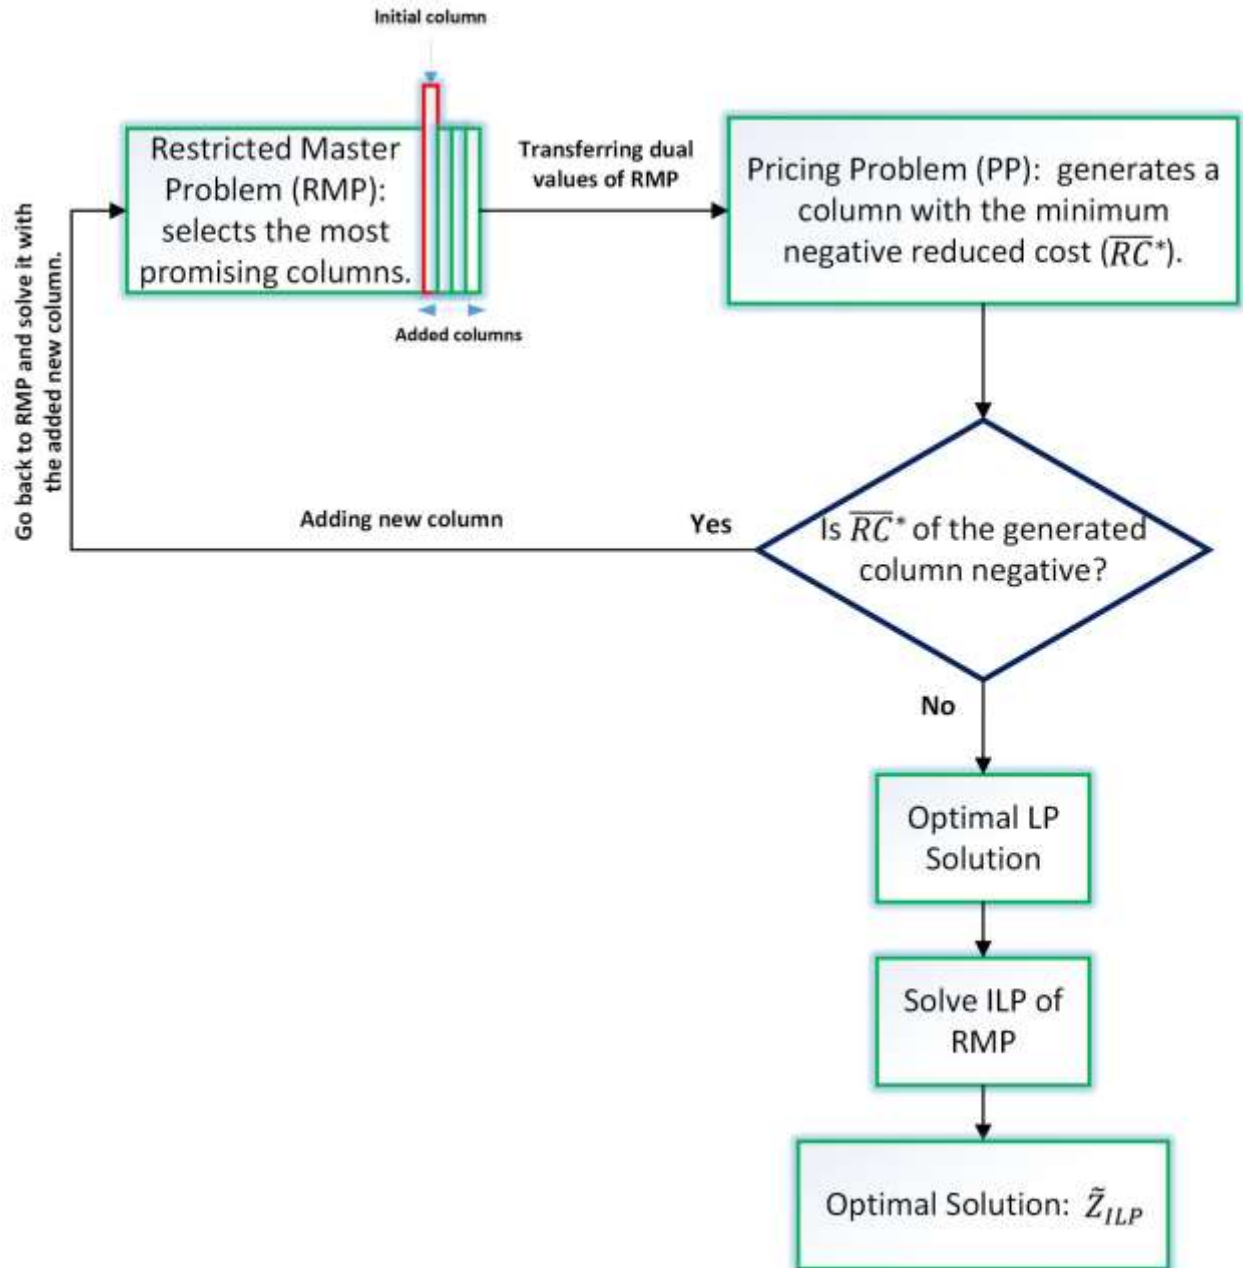 Initial column
Restricted Master
Problem (RMP):
selects the most
promising columns.
Added columns
Transferring dual
values of RMP
Pricing Problem (PP):  generates a
column with the minimum
negative reduced cost (\overline{RC}^*).
Is \overline{RC}^* of the generated
column negative?
Yes
Adding new column
Go back to RMP and solve it with
the added new column.
No
Optimal LP
Solution
Solve ILP of
RMP
Optimal Solution:  \tilde{Z}_{ILP}